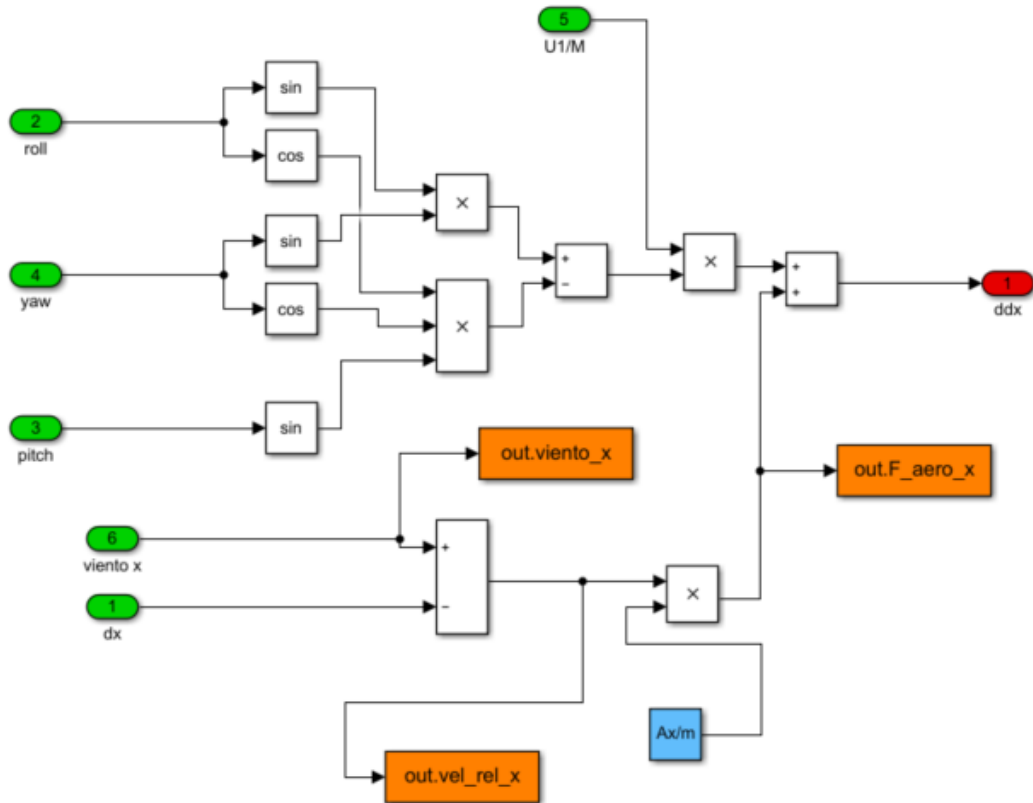 5
U1/M
sin
2
roll
cos
×
sin
4
yaw
cos
×
+
−
×
+
+
1
ddx
3
pitch
sin
out.viento_x
out.F_aero_x
6
viento x
+
−
1
dx
×
Ax/m
out.vel_rel_x